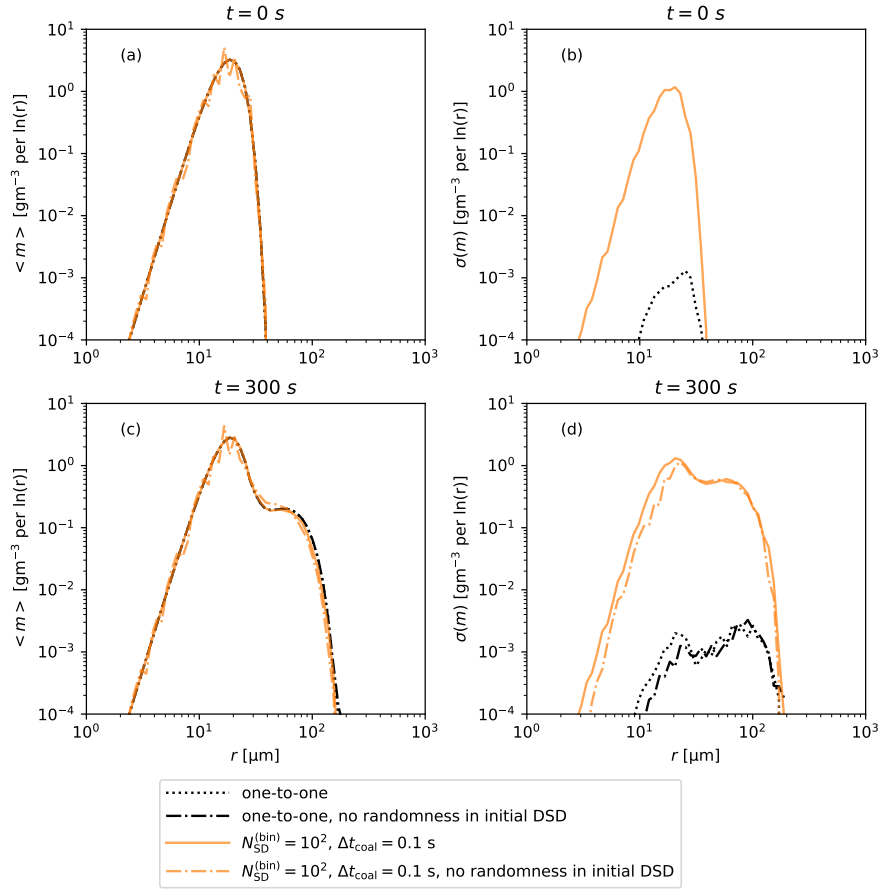 t = 0 s
(a)
<m> [gm⁻³ per ln(r)]
10¹
10⁰
10⁻¹
10⁻²
10⁻³
10⁻⁴
10⁰ 10¹ 10² 10³
t = 0 s
(b)
σ(m) [gm⁻³ per ln(r)]
10¹
10⁰
10⁻¹
10⁻²
10⁻³
10⁻⁴
10⁰ 10¹ 10² 10³
t = 300 s
(c)
<m> [gm⁻³ per ln(r)]
10¹
10⁰
10⁻¹
10⁻²
10⁻³
10⁻⁴
10⁰ 10¹ 10² 10³
r [μm]
t = 300 s
(d)
σ(m) [gm⁻³ per ln(r)]
10¹
10⁰
10⁻¹
10⁻²
10⁻³
10⁻⁴
10⁰ 10¹ 10² 10³
r [μm]
one-to-one
one-to-one, no randomness in initial DSD
N_SD^(bin) = 10², Δt_coal = 0.1 s
N_SD^(bin) = 10², Δt_coal = 0.1 s, no randomness in initial DSD